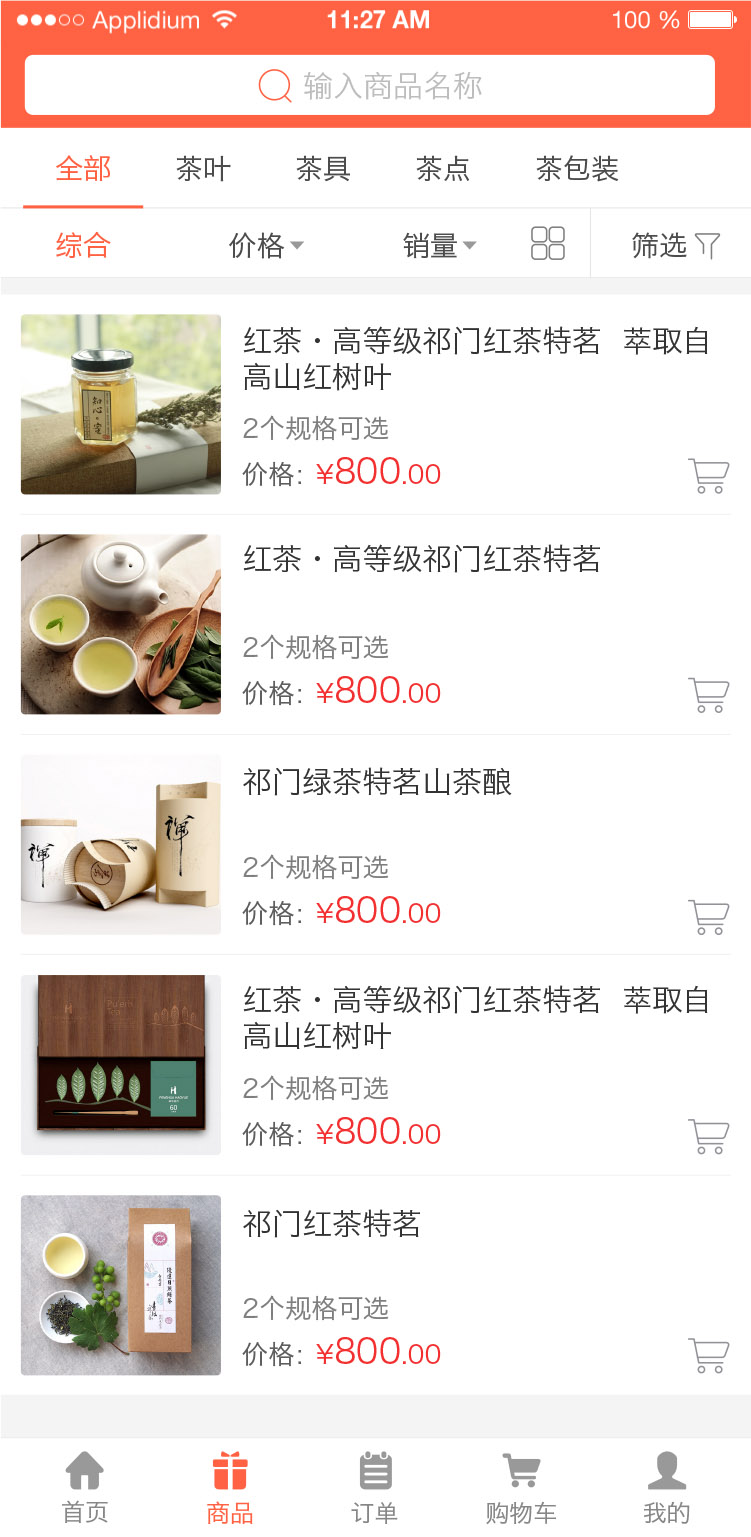 Applidium 11:27 AM 100 %
输入商品名称
全部 茶叶 茶具 茶点 茶包装
综合 价格 销量 筛选
红茶·高等级祁门红茶特茗 萃取自
高山红树叶
2个规格可选
价格: ¥800.00
红茶·高等级祁门红茶特茗
2个规格可选
价格: ¥800.00
祁门绿茶特茗山茶酿
2个规格可选
价格: ¥800.00
红茶·高等级祁门红茶特茗 萃取自
高山红树叶
2个规格可选
价格: ¥800.00
祁门红茶特茗
2个规格可选
价格: ¥800.00
首页 商品 订单 购物车 我的